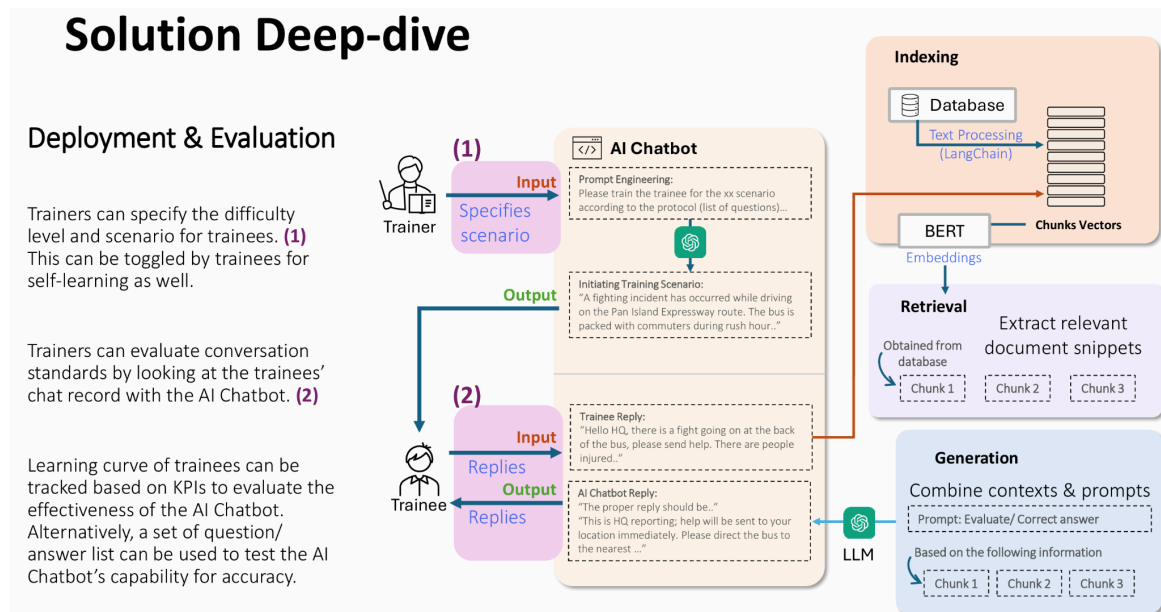 Solution Deep-dive
Deployment & Evaluation
Trainers can specify the difficulty
level and scenario for trainees. (1)
This can be toggled by trainees for
self-learning as well.
Trainers can evaluate conversation
standards by looking at the trainees'
chat record with the AI Chatbot. (2)
Learning curve of trainees can be
tracked based on KPIs to evaluate the
effectiveness of the AI Chatbot.
Alternatively, a set of question/
answer list can be used to test the AI
Chatbot's capability for accuracy.
Trainer
(1)
Input
Specifies
scenario
Output
Trainee
(2)
Input
Replies
Output
Replies
</> AI Chatbot
Prompt Engineering:
Please train the trainee for the xx scenario
according to the protocol (list of questions)...
Initiating Training Scenario:
"A fighting incident has occurred while driving
on the Pan Island Expressway route. The bus is
packed with commuters during rush hour.."
Trainee Reply:
"Hello HQ, there is a fight going on at the back
of the bus, please send help. There are people
injured.."
AI Chatbot Reply:
"The proper reply should be.."
"This is HQ reporting; help will be sent to your
location immediately. Please direct the bus to
the nearest ..."
LLM
Indexing
Database
Text Processing
(LangChain)
BERT
Chunks Vectors
Embeddings
Retrieval
Extract relevant
document snippets
Obtained from
database
Chunk 1
Chunk 2
Chunk 3
Generation
Combine contexts & prompts
Prompt: Evaluate/ Correct answer
Based on the following information
Chunk 1
Chunk 2
Chunk 3